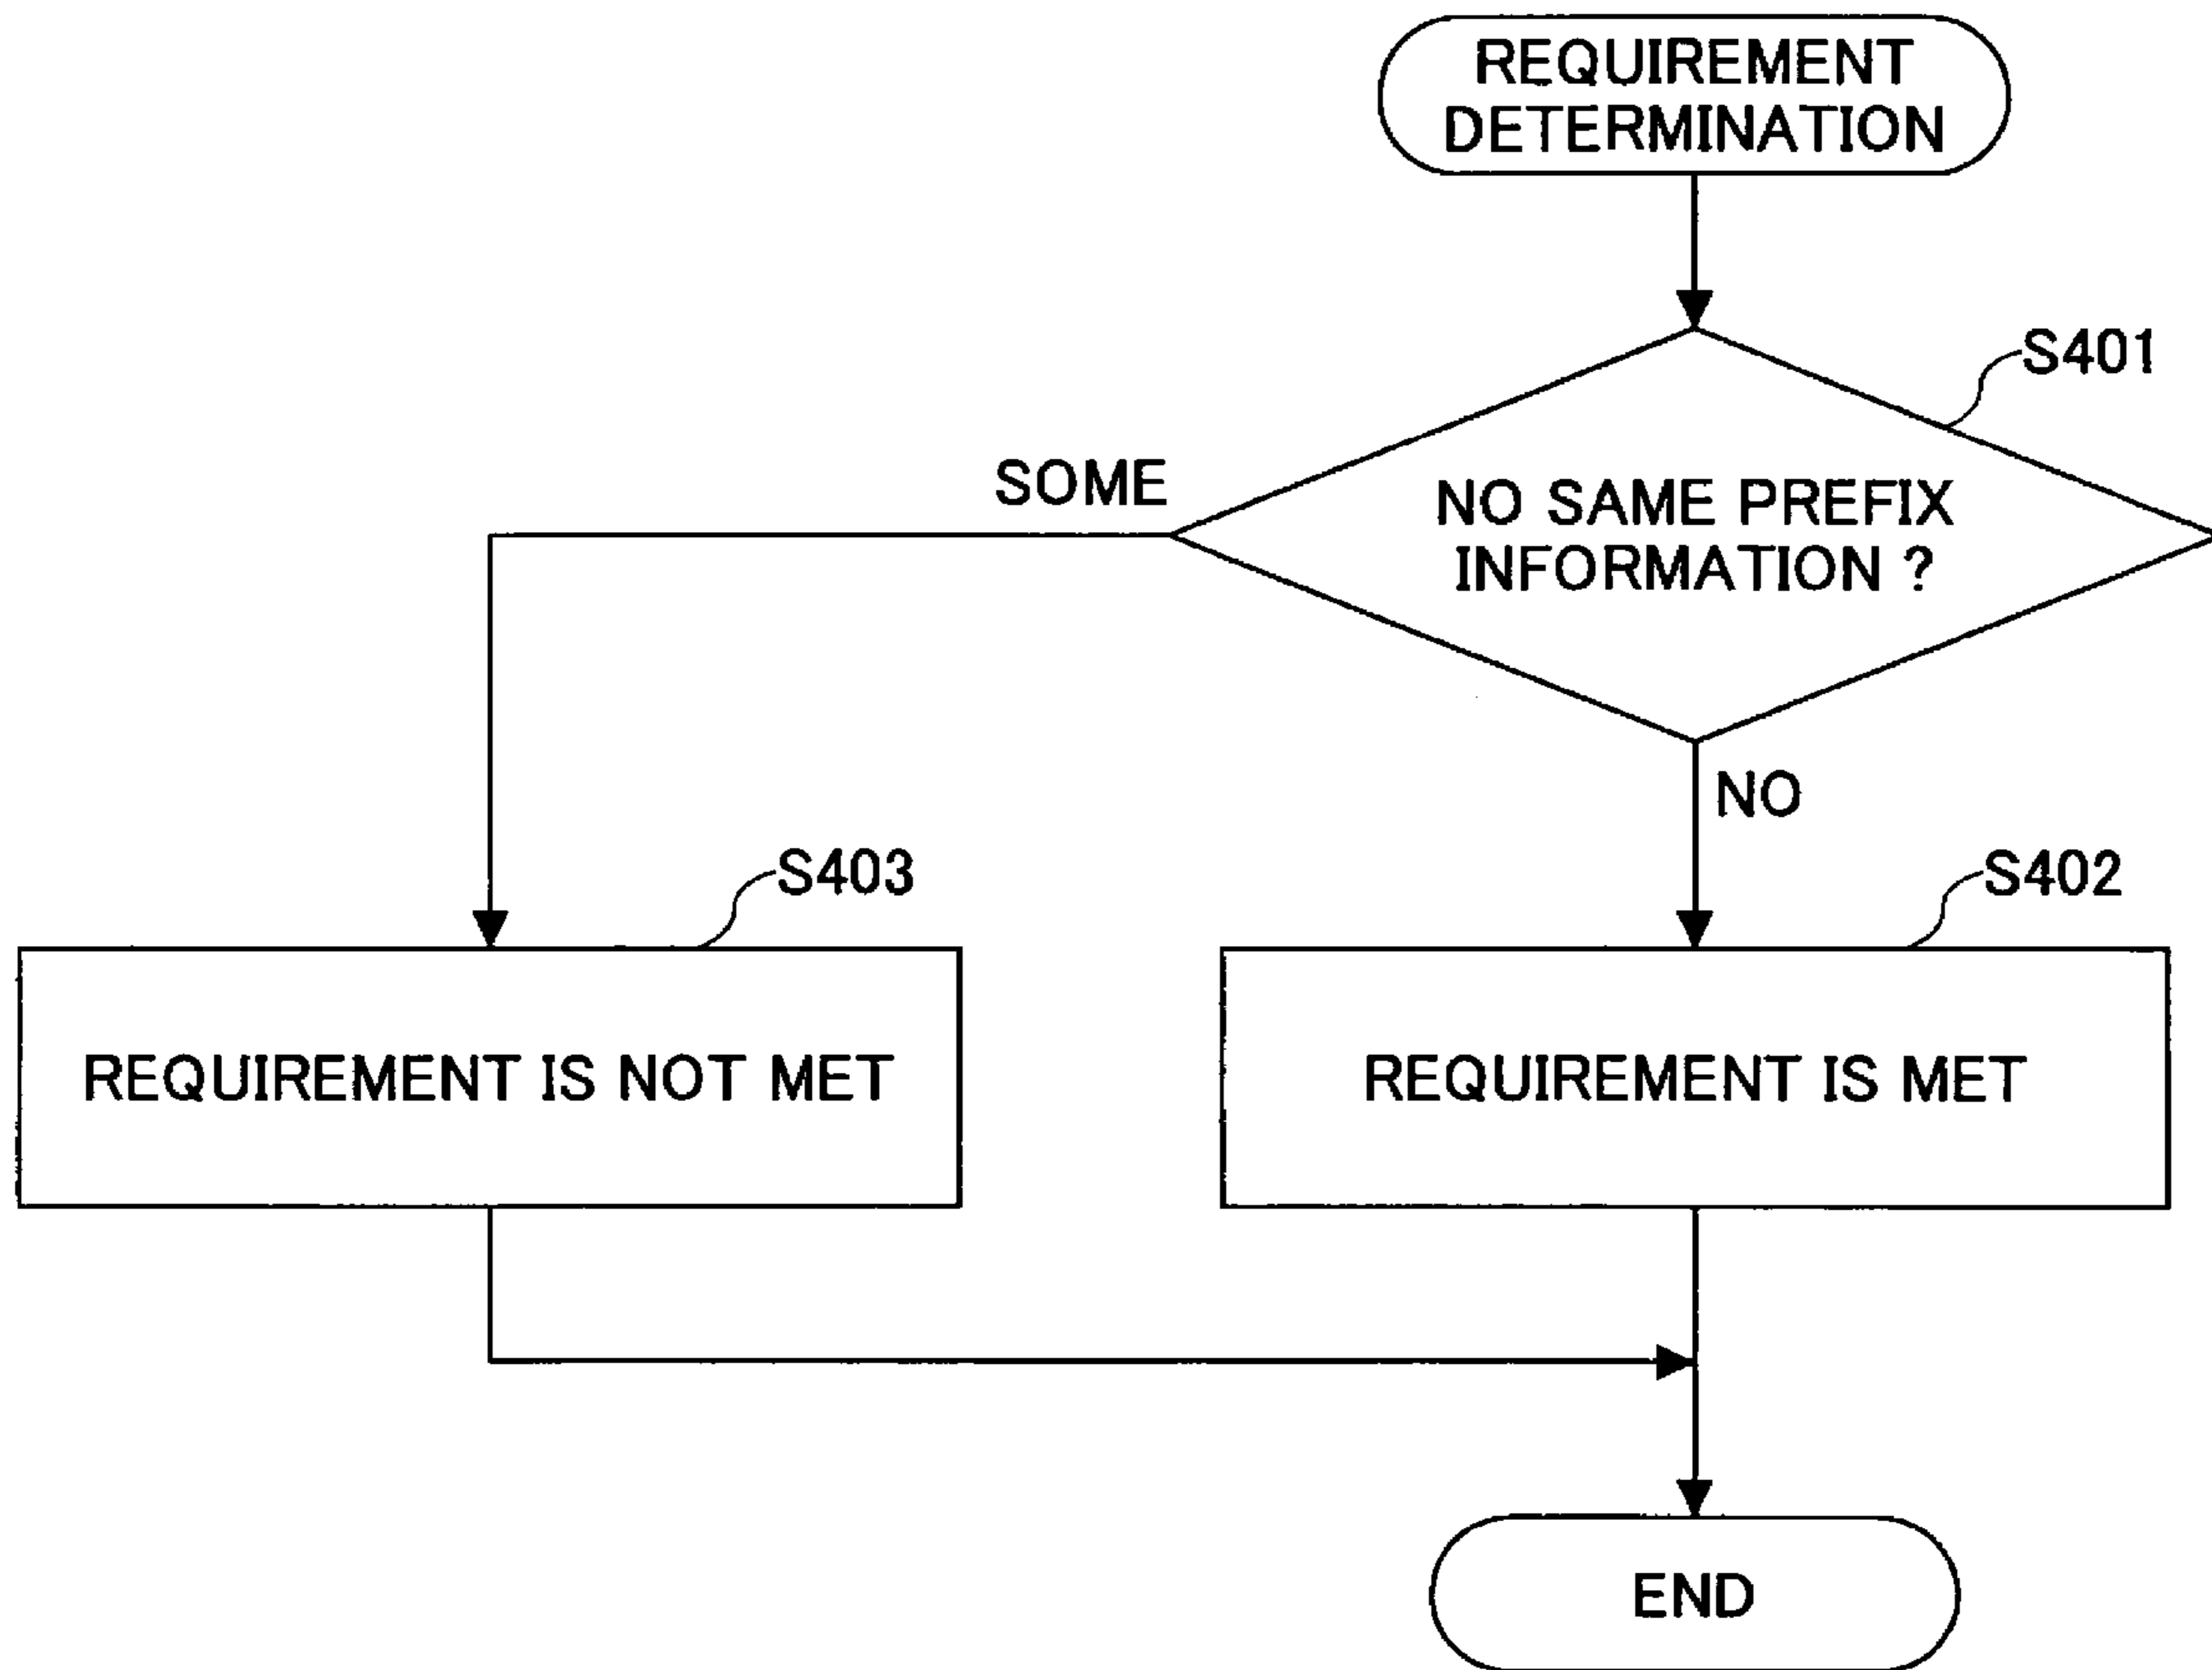 REQUIREMENT
DETERMINATION
S401
SOME
NO SAME PREFIX
INFORMATION ?
NO
S403
S402
REQUIREMENT IS NOT MET
REQUIREMENT IS MET
END